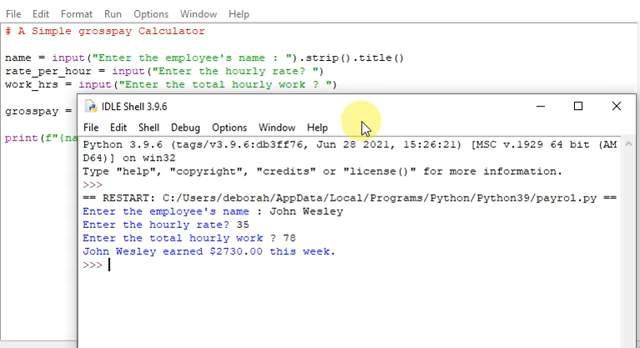 File Edit Format Run Options Window Help
# A Simple grosspay Calculator
name = input("Enter the employee's name : ").strip().title()
rate_per_hour = input("Enter the hourly rate? ")
work_hrs = input("Enter the total hourly work ? ")
grosspay =
print(f"{na
IDLE Shell 3.9.6
File Edit Shell Debug Options Window Help
Python 3.9.6 (tags/v3.9.6:db3ff76, Jun 28 2021, 15:26:21) [MSC v.1929 64 bit (AM
D64)] on win32
Type "help", "copyright", "credits" or "license()" for more information.
>>>
== RESTART: C:/Users/deborah/AppData/Local/Programs/Python/Python39/payrol.py ==
Enter the employee's name : John Wesley
Enter the hourly rate? 35
Enter the total hourly work ? 78
John Wesley earned $2730.00 this week.
>>>